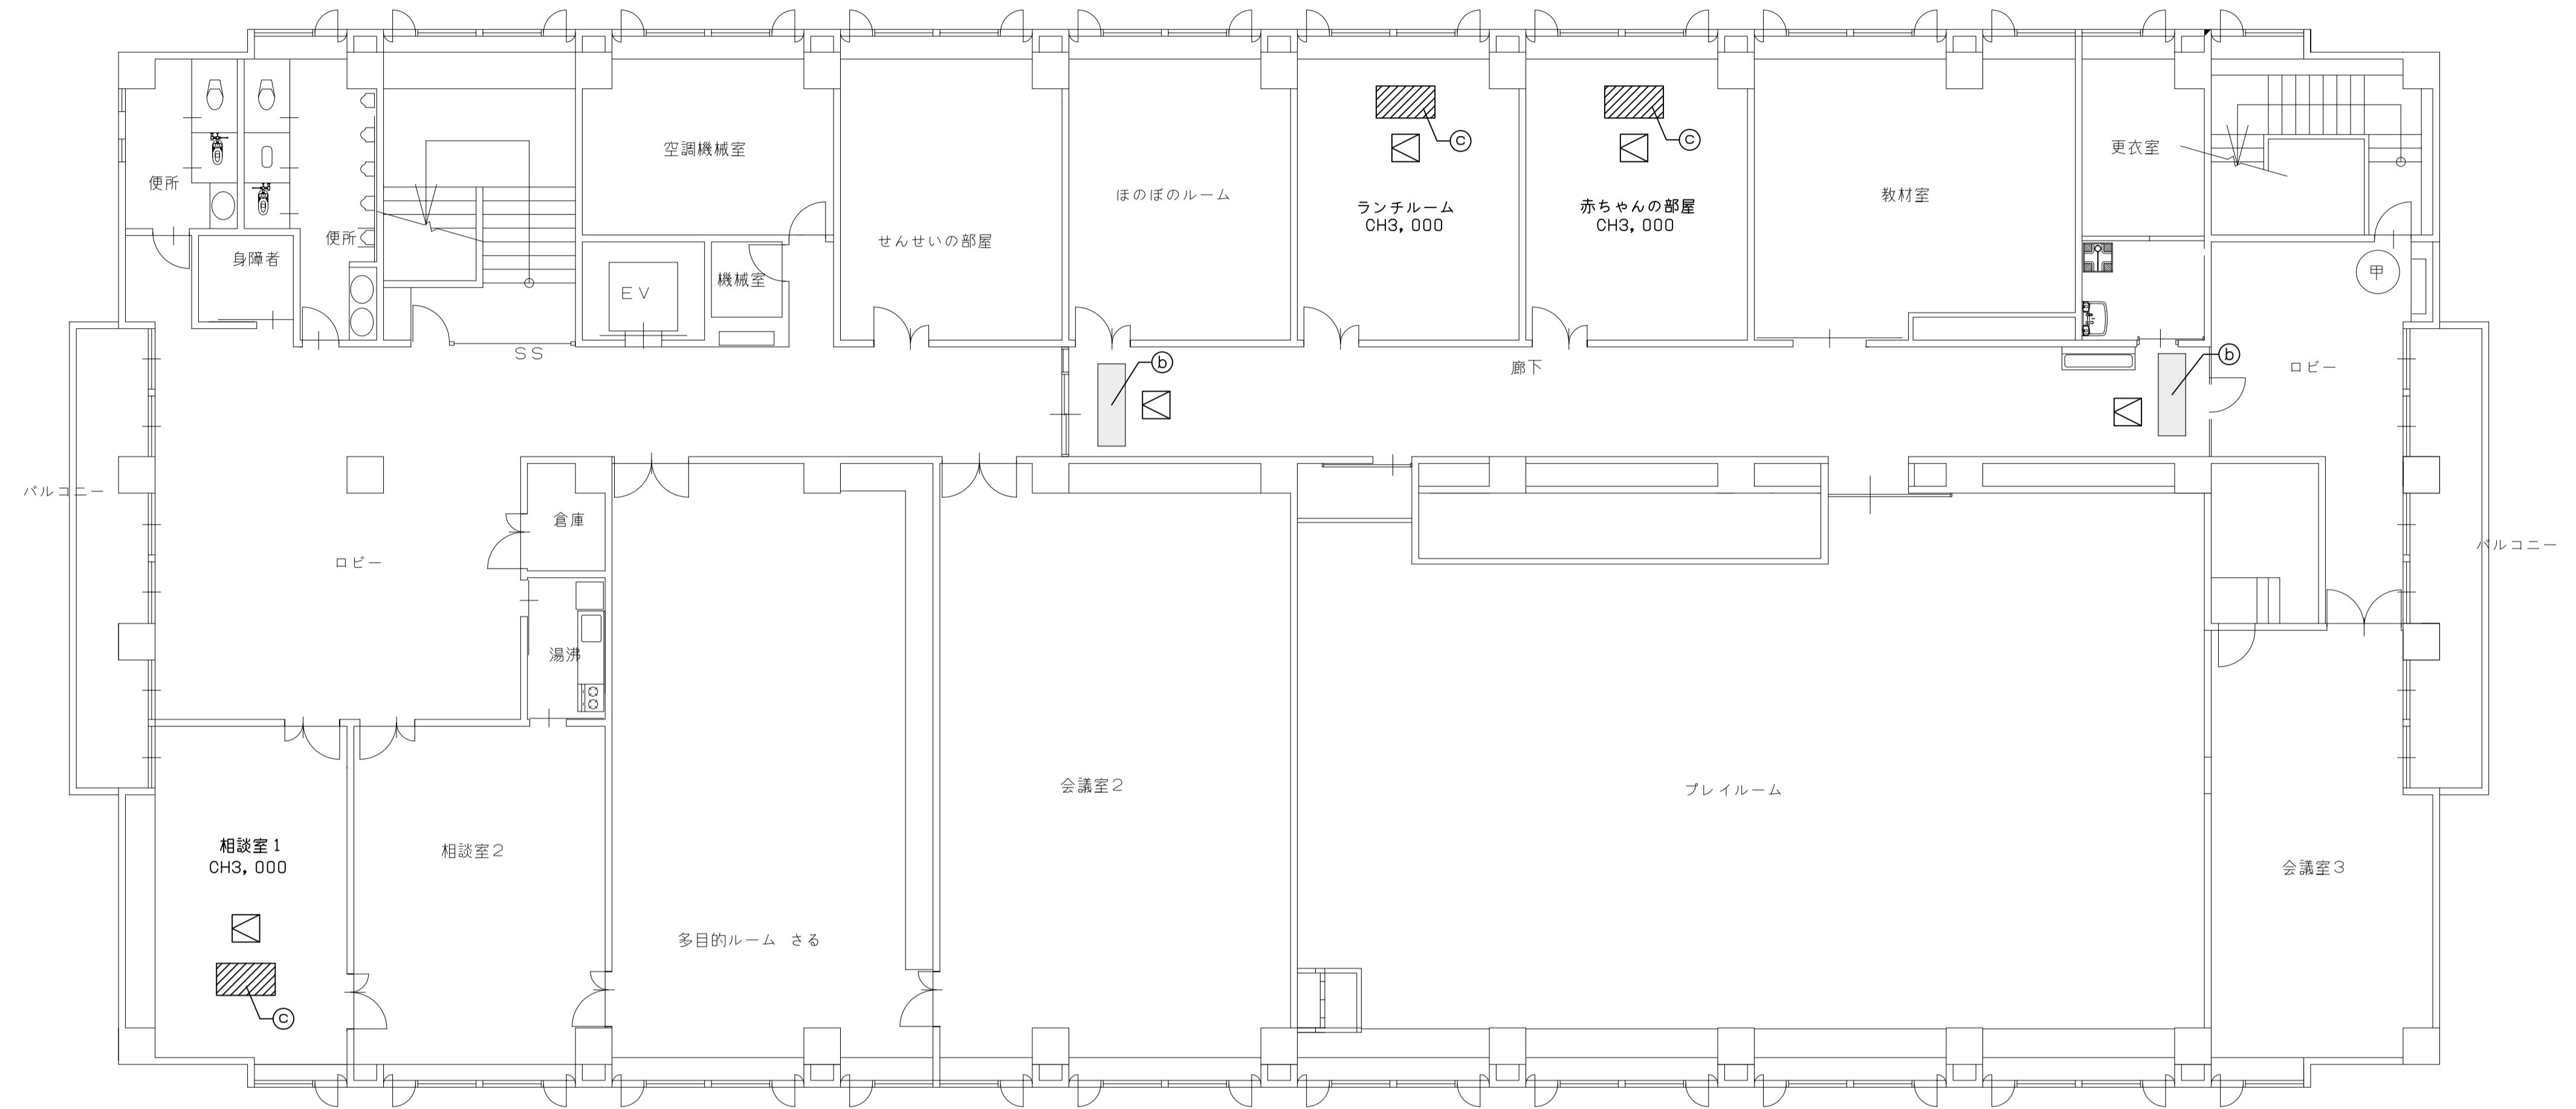 空調機械室
更衣室
ⓒ
ⓒ
便所
ほのぼのルーム
教材室
ランチルーム
CH3,000
赤ちゃんの部屋
CH3,000
便所
せんせいの部屋
身障者
機械室
甲
EV
SS
ⓑ
廊下
ⓑ
ロビー
バルコニー
倉庫
バルコニー
ロビー
湯沸
会議室2
プレイルーム
相談室1
CH3,000
相談室2
会議室3
多目的ルーム さる
ⓒ